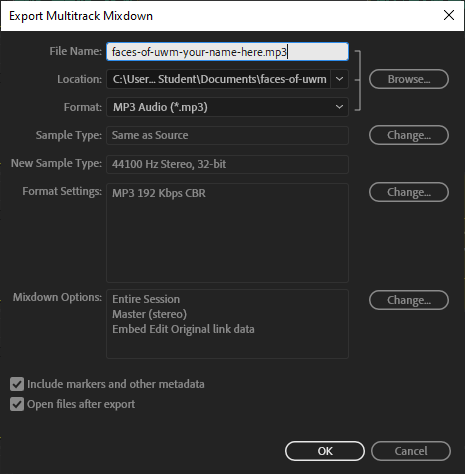 Export Multitrack Mixdown
File Name: faces-of-uwm-your-name-here.mp3
Location: C:\User... Student\Documents\faces-of-uwm Browse...
Format: MP3 Audio (*.mp3)
Sample Type: Same as Source Change...
New Sample Type: 44100 Hz Stereo, 32-bit
Format Settings: MP3 192 Kbps CBR Change...
Mixdown Options: Entire Session Change...
Master (stereo)
Embed Edit Original link data
Include markers and other metadata
Open files after export
OK Cancel